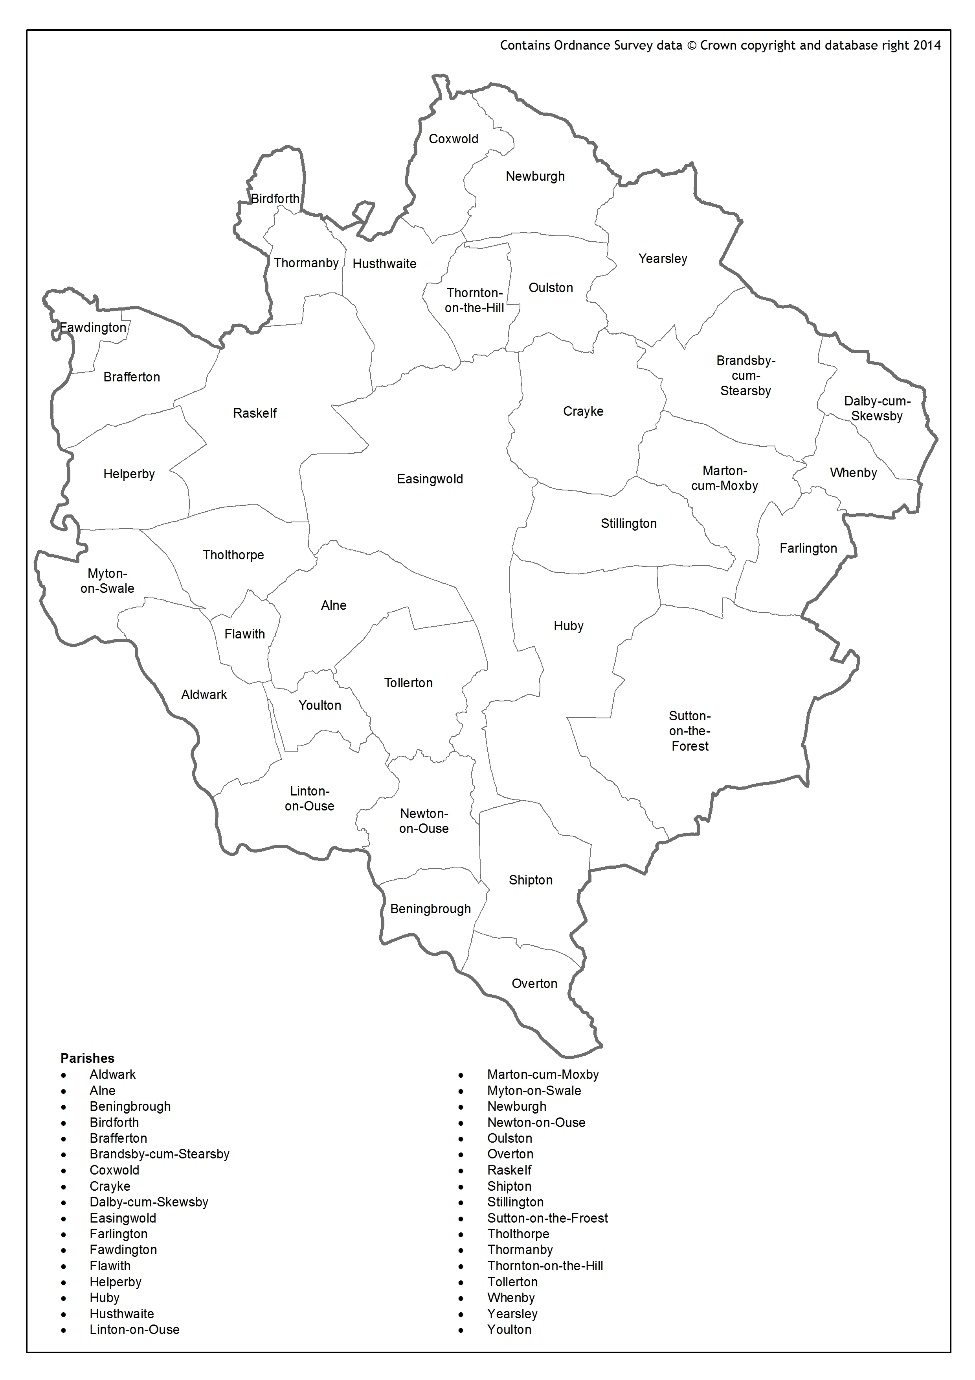 Contains Ordnance Survey data © Crown copyright and database right 2014
Coxwold
Newburgh
Birdforth
Yearsley
Thormanby
Husthwaite
Thornton-
on-the-Hill
Oulston
Fawdington
Brafferton
Brandsby-
cum-
Stearsby
Dalby-cum-
Skewsby
Raskelf
Crayke
Helperby
Easingwold
Marton-
cum-Moxby
Whenby
Stillington
Farlington
Tholthorpe
Myton-
on-Swale
Alne
Huby
Flawith
Tollerton
Aldwark
Youlton
Sutton-
on-the-
Forest
Linton-
on-Ouse
Newton-
on-Ouse
Shipton
Beningbrough
Overton
Parishes
• Aldwark
• Alne
• Beningbrough
• Birdforth
• Brafferton
• Brandsby-cum-Stearsby
• Coxwold
• Crayke
• Dalby-cum-Skewsby
• Easingwold
• Farlington
• Fawdington
• Flawith
• Helperby
• Huby
• Husthwaite
• Linton-on-Ouse
• Marton-cum-Moxby
• Myton-on-Swale
• Newburgh
• Newton-on-Ouse
• Oulston
• Overton
• Raskelf
• Shipton
• Stillington
• Sutton-on-the-Froest
• Tholthorpe
• Thormanby
• Thornton-on-the-Hill
• Tollerton
• Whenby
• Yearsley
• Youlton